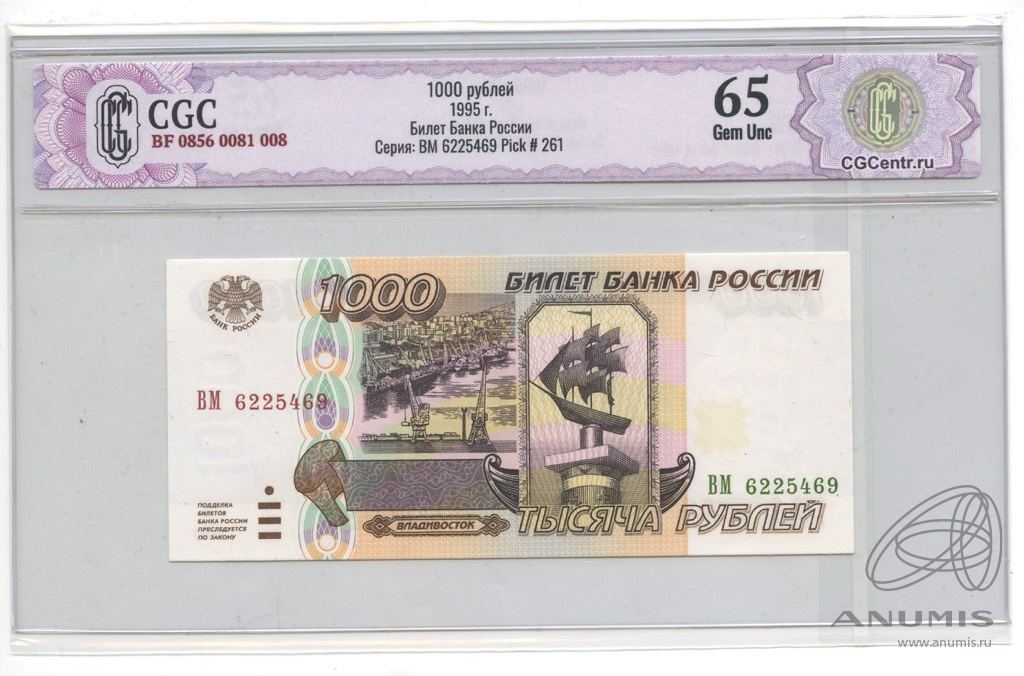 CGC
BF 0856 0081 008
1000 рублей
1995 г.
Билет Банка России
Серия: ВМ 6225469 Pick # 261
65
Gem Unc
CGCentr.ru
1000
БИЛЕТ БАНКА РОССИИ
БАНК РОССИИ
ВМ 6225469
ВМ 6225469
ПОДДЕЛКА
БИЛЕТОВ
БАНКА РОССИИ
ПРЕСЛЕДУЕТСЯ
ПО ЗАКОНУ
ВЛАДИВОСТОК
ТЫСЯЧА РУБЛЕЙ
ANUMIS
www.anumis.ru